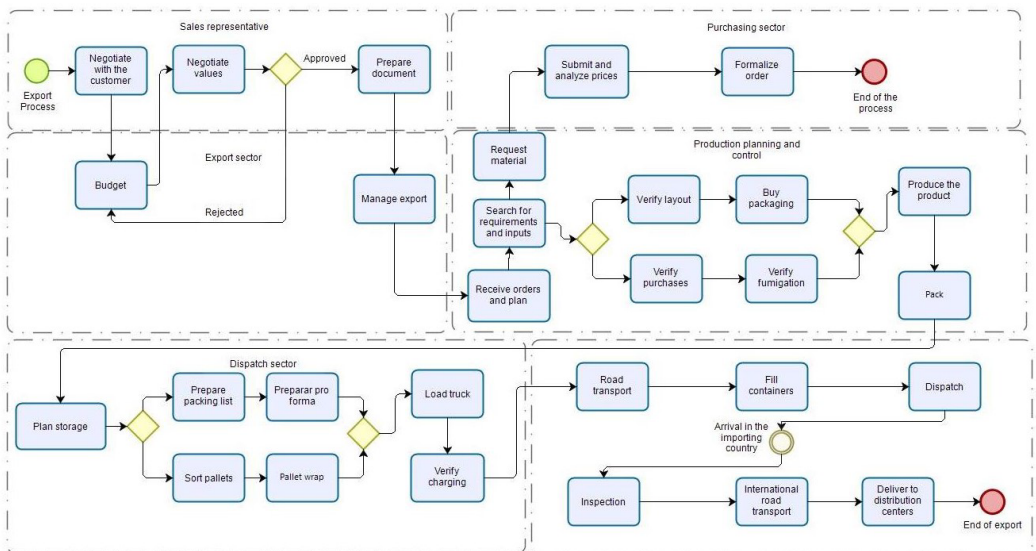 Sales representative
Export
Process
Negotiate
with the
customer
Negotiate
values
Approved
Prepare
document
Export sector
Budget
Rejected
Manage export
Purchasing sector
Submit and
analyze prices
Formalize
order
End of the
process
Production planning and
control
Request
material
Search for
requirements
and inputs
Receive orders
and plan
Verify layout
Buy
packaging
Verify
purchases
Verify
fumigation
Produce the
product
Pack
Dispatch sector
Plan storage
Prepare
packing list
Preparar pro
forma
Sort pallets
Pallet wrap
Load truck
Verify
charging
Road
transport
Fill
containers
Dispatch
Arrival in the
importing
country
Inspection
International
road
transport
Deliver to
distribution
centers
End of export